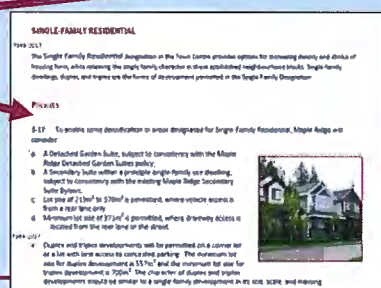 SINGLE-FAMILY RESIDENTIAL
The Single Family Residential designation in the Town Centre provides options for increasing density and choice of
housing form, while retaining the single family character in these established neighbourhood blocks. Single family
dwellings, duplex, and triplex are the forms of development permitted in the Single Family Designation
Policies
3-17 To enable some densification in areas designated for Single Family Residential, Maple Ridge will
consider:
a A Detached Garden Suite, subject to consistency with the Maple
Ridge Detached Garden Suites policy;
b A Secondary Suite within a principle single-family use dwelling,
subject to consistency with the existing Maple Ridge Secondary
Suite Bylaws.
c Lot size of 213m² to 370m² is permitted, where vehicle access is
from a rear lane only
d Minimum lot size of 371m² is permitted, where driveway access is
located from the rear lane or the street.
e Duplex and triplex developments will be permitted on a corner lot
or a lot with lane access to concealed parking. The minimum lot
size for duplex development is 557m² and the minimum lot size for
triplex development is 700m². The character of duplex and triplex
developments should be similar to a single family development in its size, scale, and massing